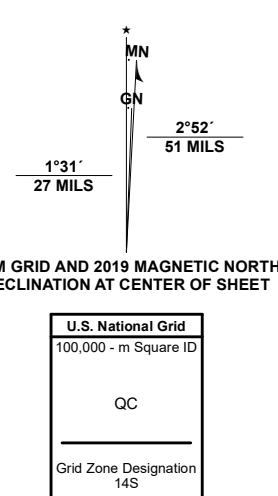 ★
MN
GN
2°52´
51 MILS
1°31´
27 MILS
M GRID AND 2019 MAGNETIC NORTH
ECLINATION AT CENTER OF SHEET
U.S. National Grid
100,000 - m Square ID
QC
Grid Zone Designation
14S